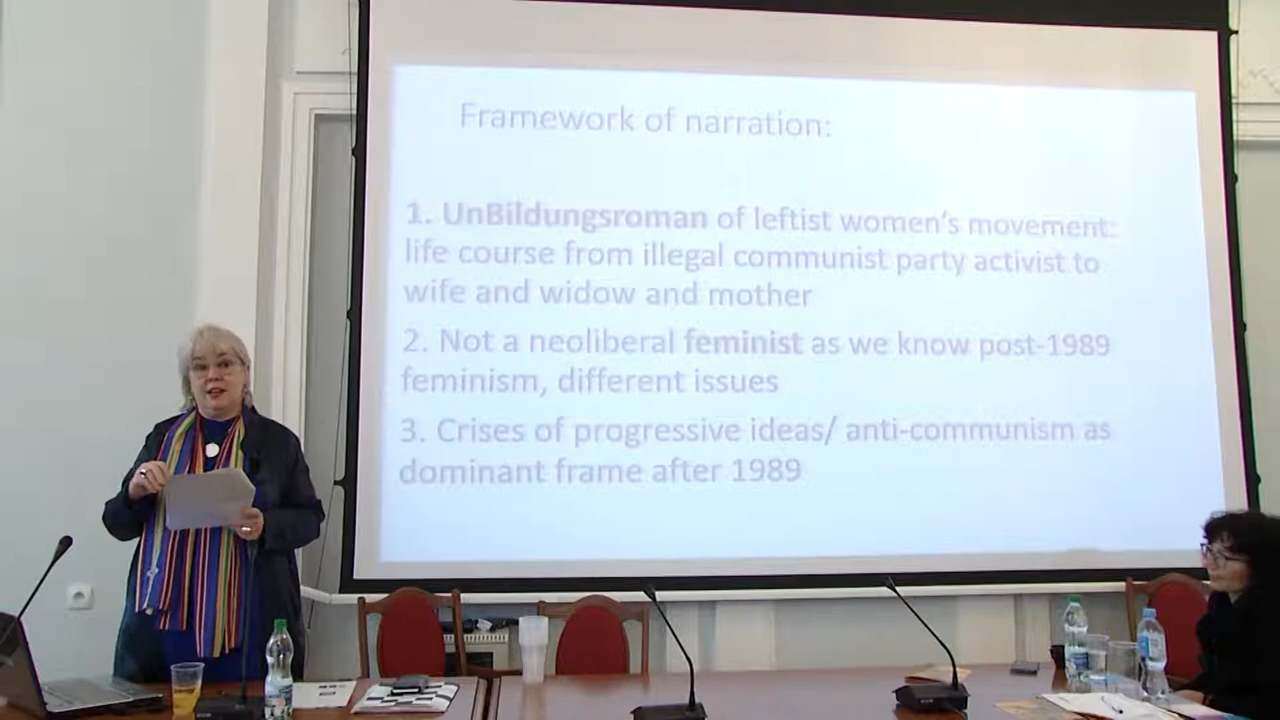 Framework of narration:
1. UnBildungsroman of leftist women's movement:
life course from illegal communist party activist to
wife and widow and mother
2. Not a neoliberal feminist as we know post-1989
feminism, different issues
3. Crises of progressive ideas/ anti-communism as
dominant frame after 1989